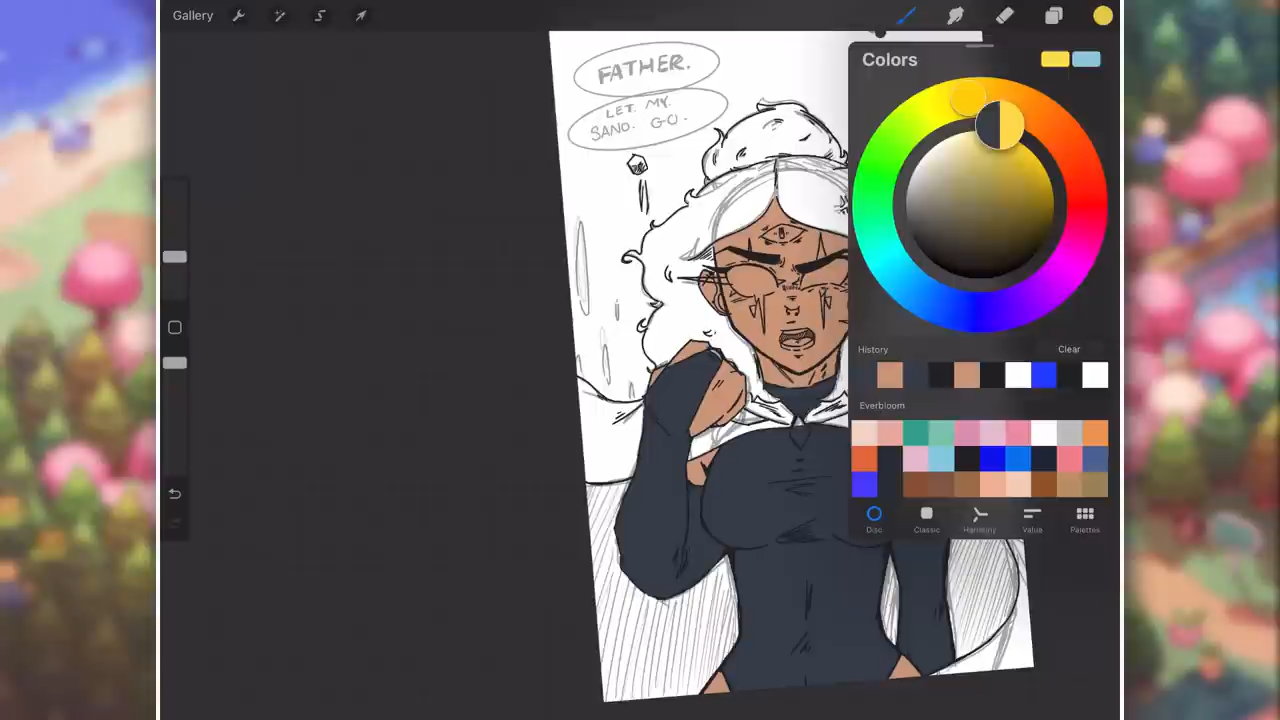 Gallery
Colors
FATHER.
LET. MY.
SAND. GO.
History
Clear
Everbloom
Disc
Classic
Harmony
Value
Palettes